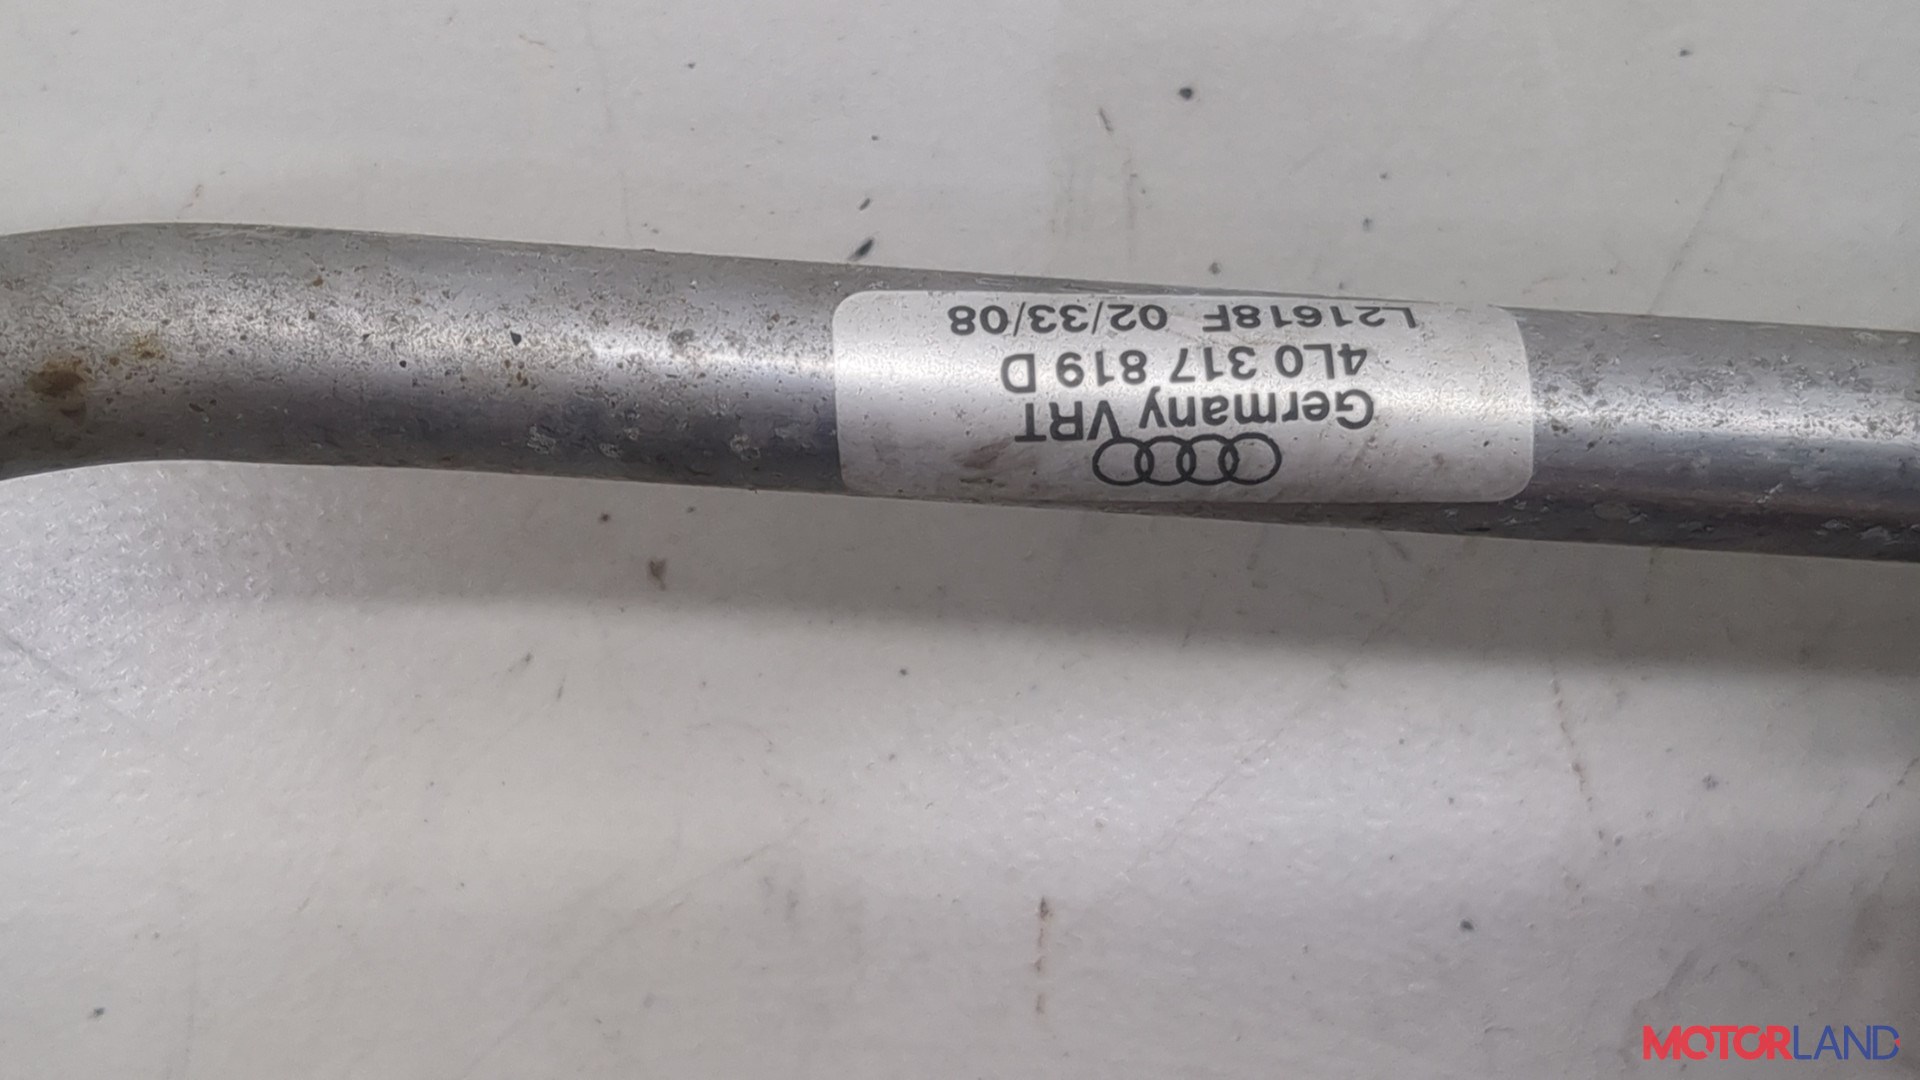 Germany VRT
4L0 317 819 D
L21618F 02/33/08
MOTORLAND